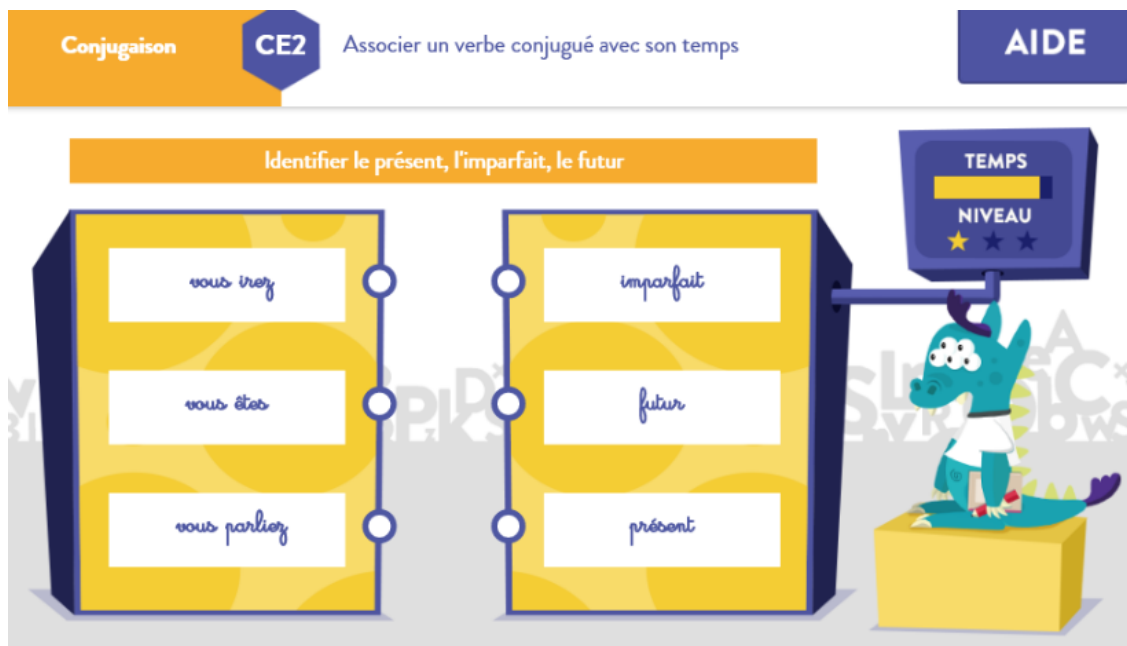 Conjugaison
CE2
Associer un verbe conjugué avec son temps
AIDE
Identifier le présent, l'imparfait, le futur
TEMPS
NIVEAU
vous irez
imparfait
vous êtes
futur
vous parliez
présent